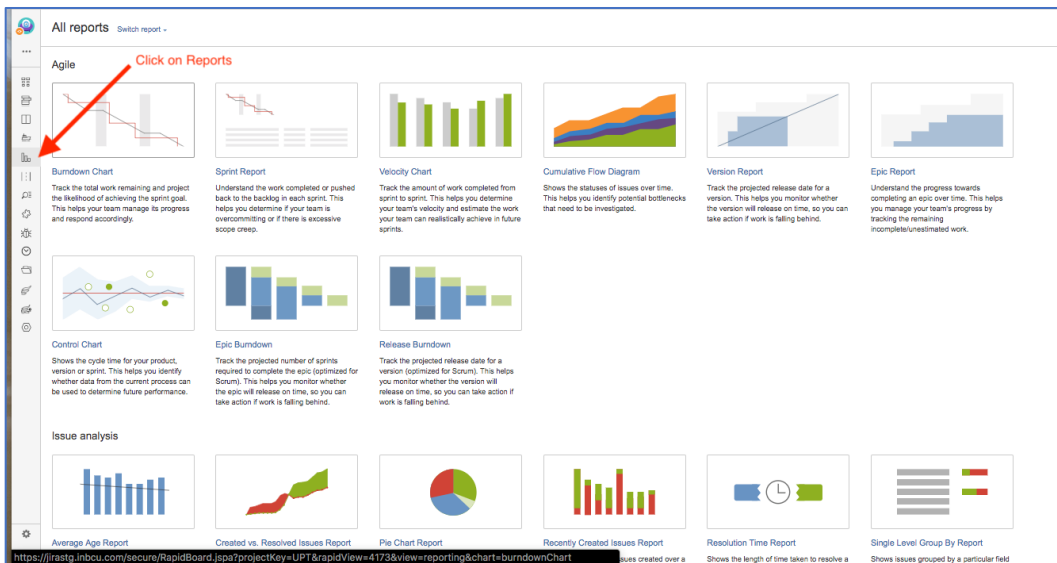 All reports Switch report
Click on Reports
Agile
Burndown Chart
Track the total work remaining and project
the likelihood of achieving the sprint goal.
This helps your team manage its progress
and respond accordingly.
Sprint Report
Understand the work completed or pushed
back to the backlog in each sprint. This
helps you determine if your team is
overcommitting or if there is excessive
scope creep.
Velocity Chart
Track the amount of work completed from
sprint to sprint. This helps you determine
your team's velocity and estimate the work
your team can realistically achieve in future
sprints.
Cumulative Flow Diagram
Shows the statuses of issues over time.
This helps you identify potential bottlenecks
that need to be investigated.
Version Report
Track the projected release date for a
version. This helps you monitor whether
the version will release on time, so you can
take action if work is falling behind.
Epic Report
Understand the progress towards
completing an epic over time. This helps
you manage your team's progress by
tracking the remaining
incomplete/unestimated work.
Control Chart
Shows the cycle time for your product,
version or sprint. This helps you identify
whether data from the current process can
be used to determine future performance.
Epic Burndown
Track the projected number of sprints
required to complete the epic (optimized for
Scrum). This helps you monitor whether
the epic will release on time, so you can
take action if work is falling behind.
Release Burndown
Track the projected release date for a
version (optimized for Scrum). This helps
you monitor whether the version will
release on time, so you can take action if
work is falling behind.
Issue analysis
Average Age Report
Created vs. Resolved Issues Report
Pie Chart Report
Recently Created Issues Report
ues created over a
Resolution Time Report
Shows the length of time taken to resolve a
Single Level Group By Report
Shows issues grouped by a particular field
https://jirastg.inbcu.com/secure/RapidBoard.jspa?projectKey=UPT&rapidView=4173&view=reporting&chart=burndownChart